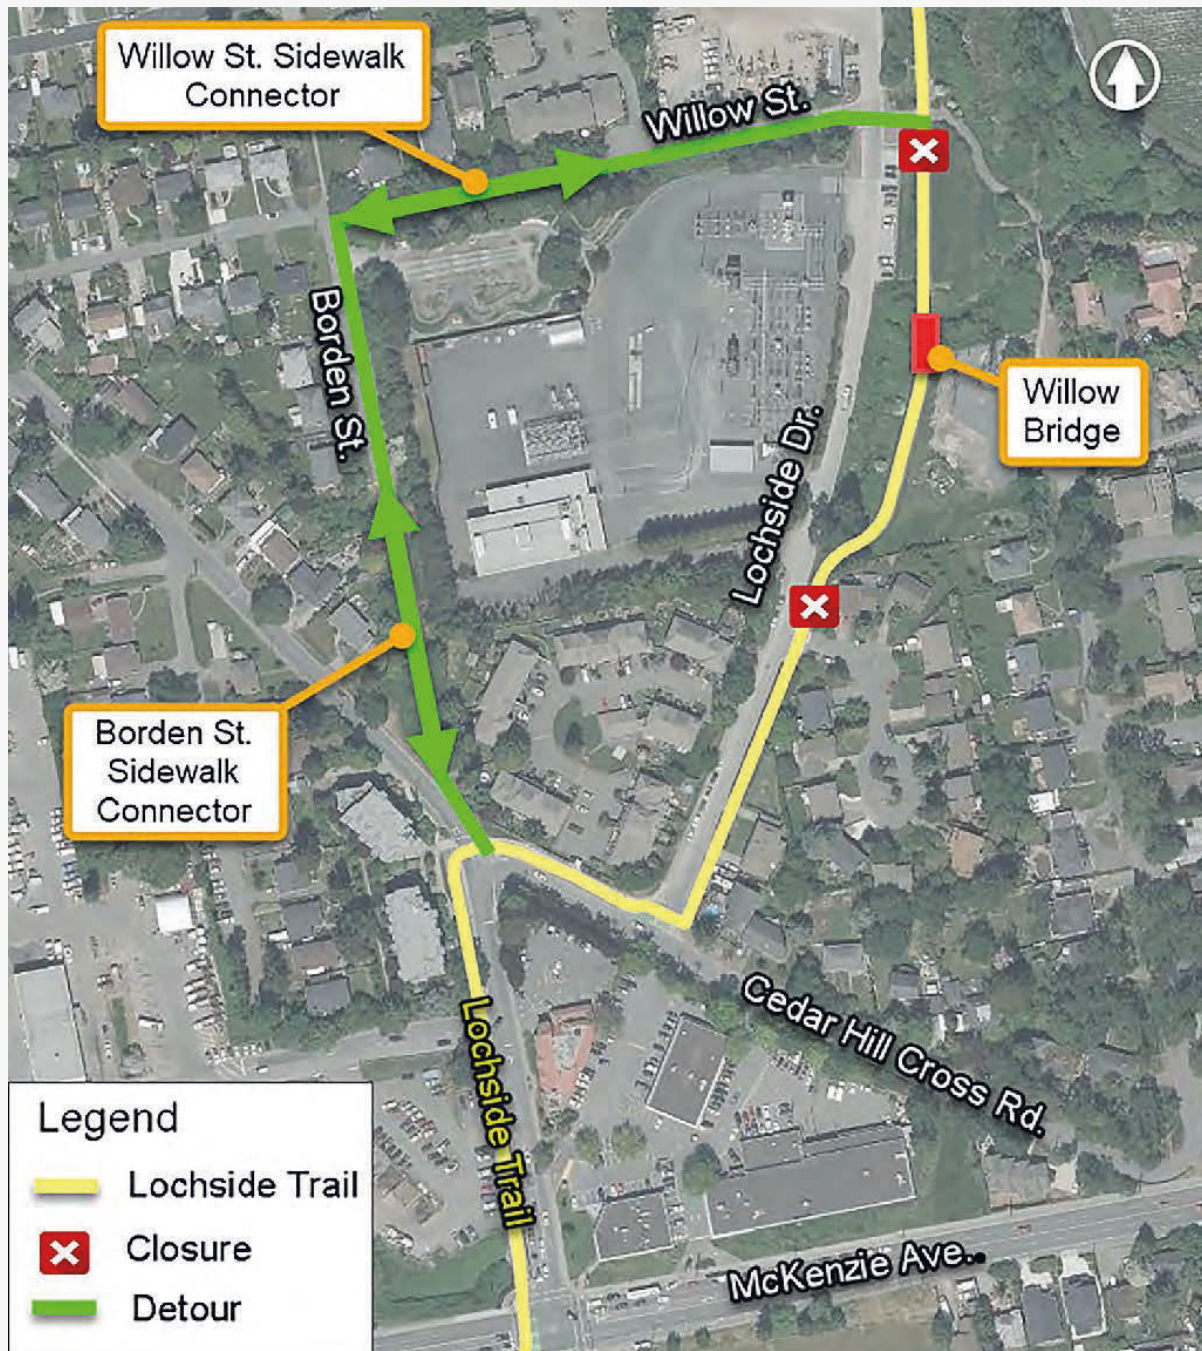 Willow St. Sidewalk
Connector
Willow St.
Borden St.
Willow
Bridge
Lochside Dr.
Borden St.
Sidewalk
Connector
Cedar Hill Cross Rd.
Lochside Trail
McKenzie Ave..
Legend
Lochside Trail
Closure
Detour